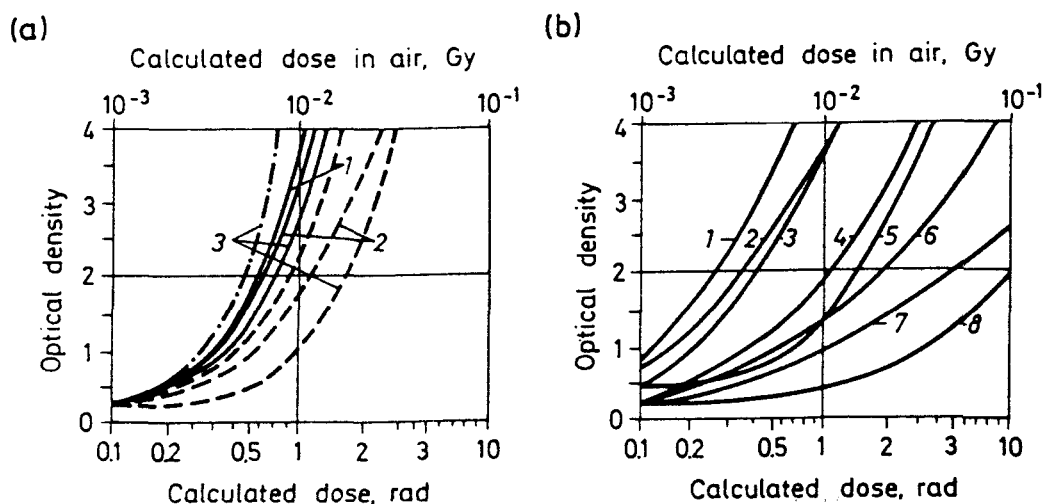 (a)
Calculated dose in air, Gy
10⁻³ 10⁻² 10⁻¹
4
3
2
1
0
Optical density
1
2
3
0.1 0.2 0.5 1 2 3 10
Calculated dose, rad
(b)
Calculated dose in air, Gy
10⁻³ 10⁻² 10⁻¹
4
3
2
1
0
Optical density
1 2 3 4 5 6
7
8
0.1 0.2 0.5 1 2 3 10
Calculated dose, rad